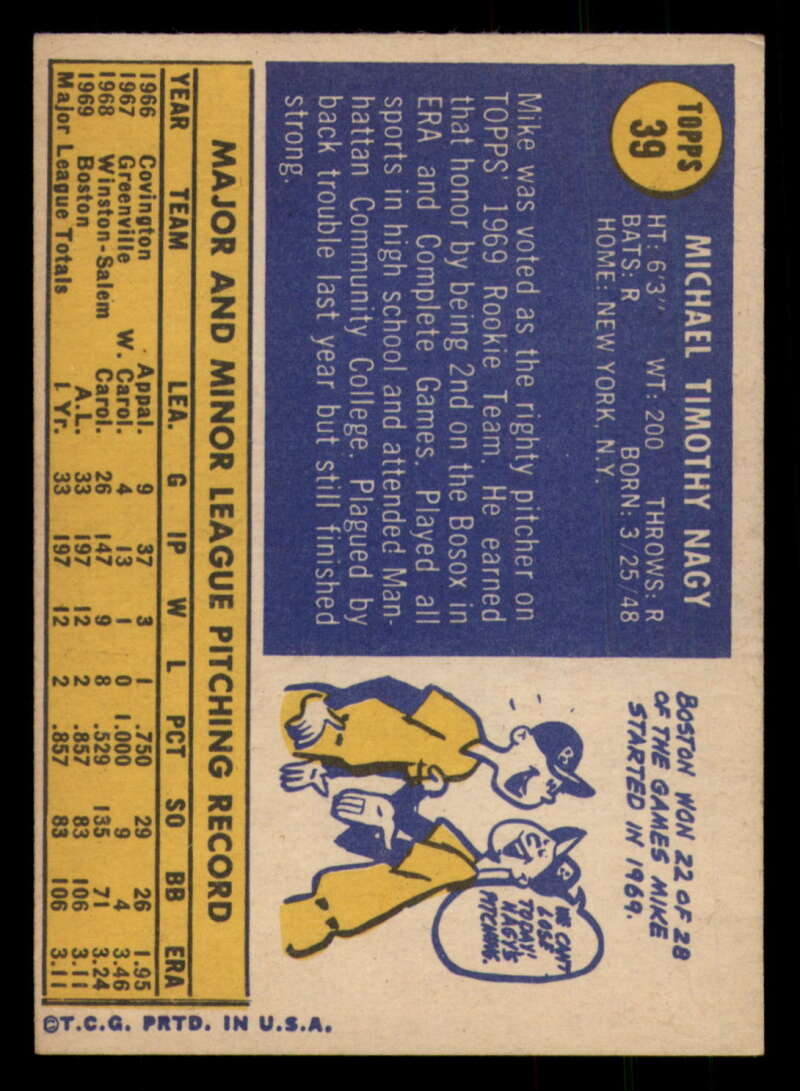 TOPPS
39
MICHAEL TIMOTHY NAGY
HT: 6'3" WT: 200 THROWS: R
BATS: R BORN: 3/25/48
HOME: NEW YORK, N.Y.
Mike was voted as the righty pitcher on
TOPPS' 1969 Rookie Team. He earned
that honor by being 2nd on the Bosox in
ERA and Complete Games. Played all
sports in high school and attended Man-
hattan Community College. Plagued by
back trouble last year but still finished
strong.
BOSTON WON 22 OF 28
OF THE GAMES MIKE
STARTED IN 1969.
WE CAN'T
LOSE
TODAY!
NAGY'S
PITCHING.
B
MAJOR AND MINOR LEAGUE PITCHING RECORD
YEAR TEAM LEA. G IP W L PCT SO BB ERA
1966 Covington Appal. 9 37 3 1 .750 29 26 1.95
1967 Greenville W. Carol. 4 13 1 0 1.000 9 4 3.46
1968 Winston-Salem Carol. 26 147 9 8 .529 135 71 3.24
1969 Boston A.L. 33 197 12 2 .857 83 106 3.11
Major League Totals 1 Yr. 33 197 12 2 .857 83 106 3.11
©T.C.G. PRTD. IN U.S.A.